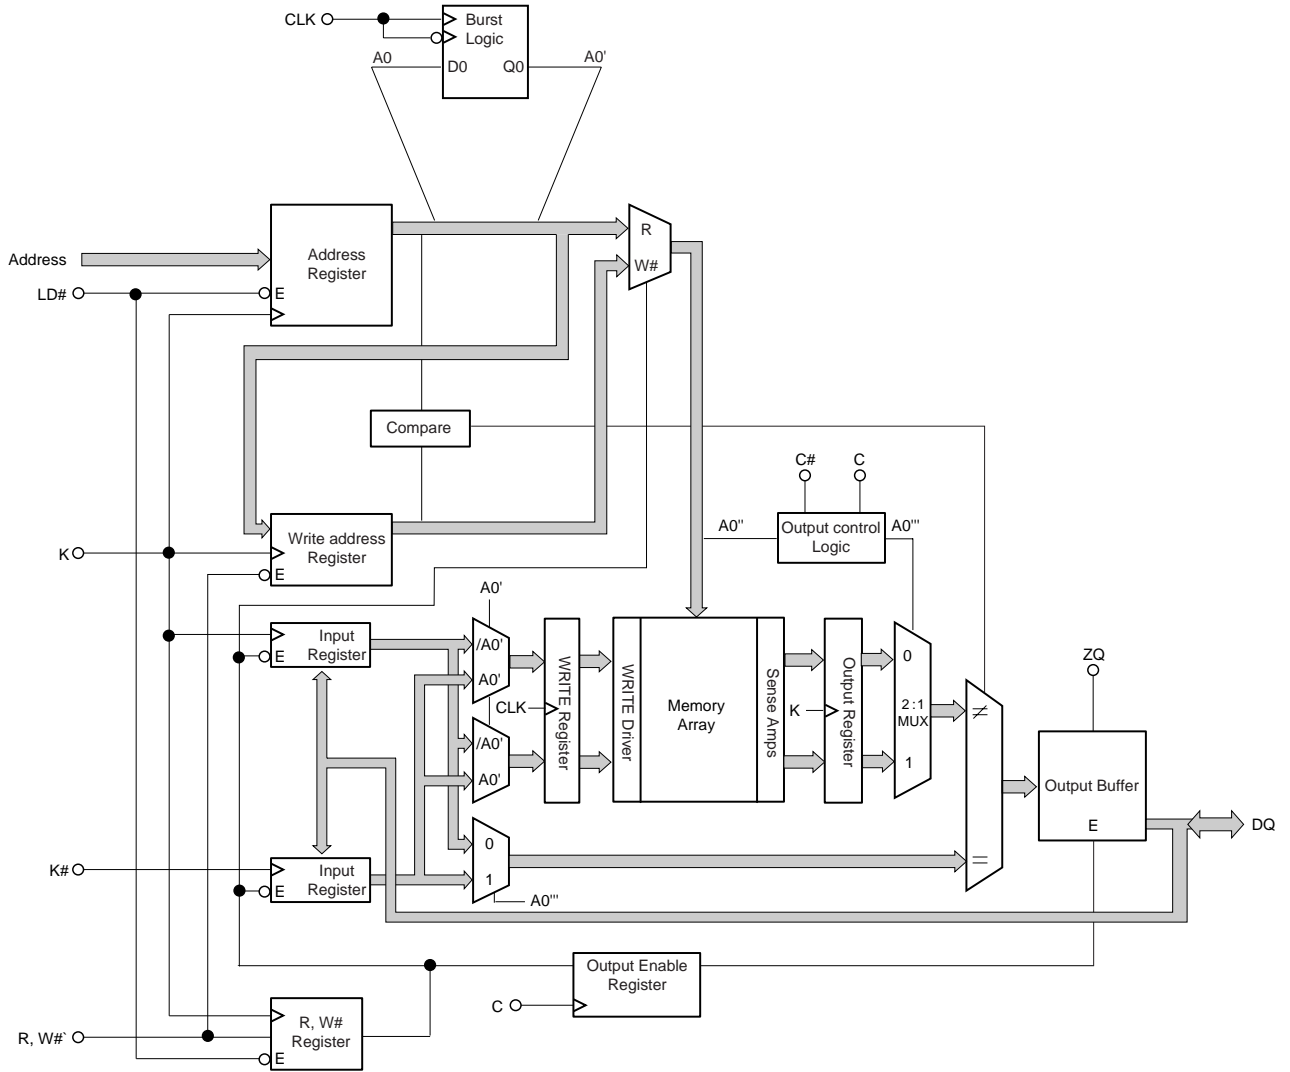 CLK
Burst
Logic
A0
D0
Q0
A0'
Address
Address
Register
LD#
E
R
W#
Compare
C#
C
A0''
Output control
Logic
A0'''
K
Write address
Register
E
A0'
Input
Register
E
/A0'
A0'
CLK
/A0'
A0'
WRITE Register
WRITE Driver
Memory
Array
Sense Amps
K
Output Register
0
2:1
MUX
1
≠
=
ZQ
Output Buffer
E
DQ
K#
Input
Register
E
0
1
A0'''
Output Enable
Register
C
R, W#`
R, W#
Register
E